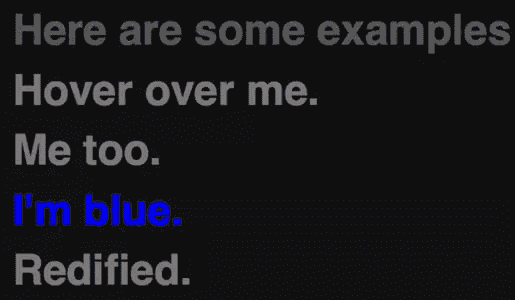 Here are some examples
Hover over me.
Me too.
I'm blue.
Redified.